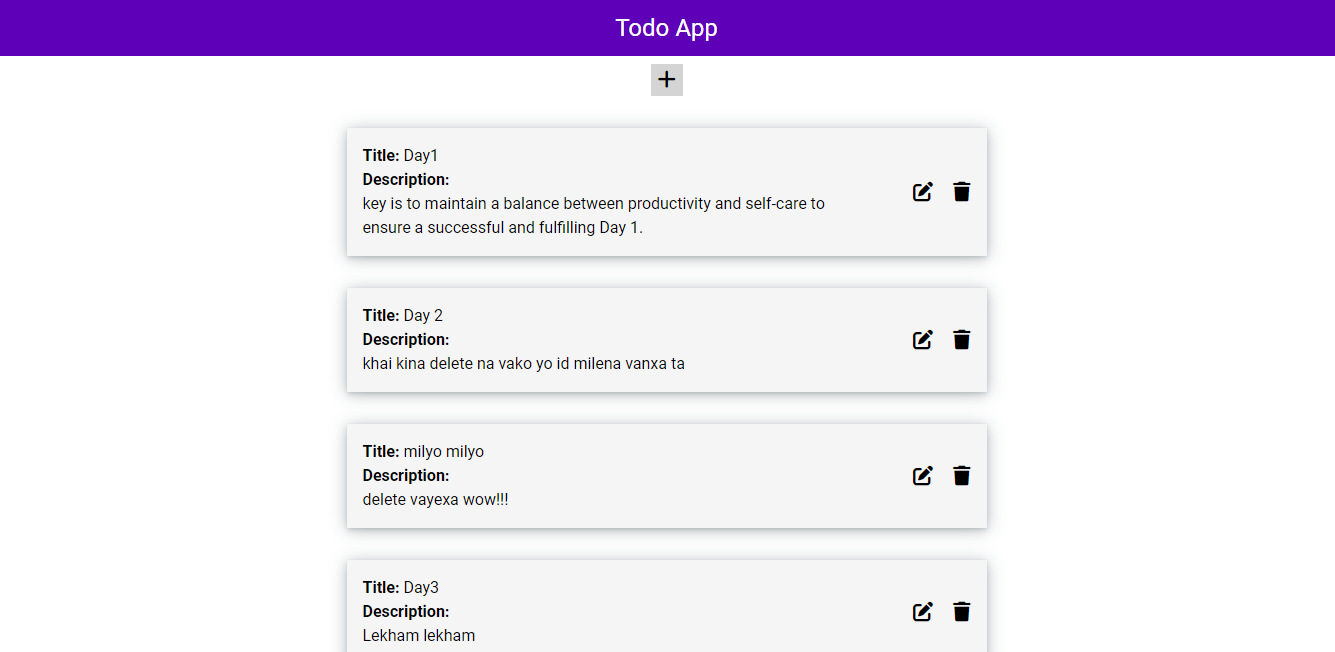 Todo App
Title: Day1
Description:
key is to maintain a balance between productivity and self-care to
ensure a successful and fulfilling Day 1.
Title: Day 2
Description:
khai kina delete na vako yo id milena vanxa ta
Title: milyo milyo
Description:
delete vayexa wow!!!
Title: Day3
Description:
Lekham lekham